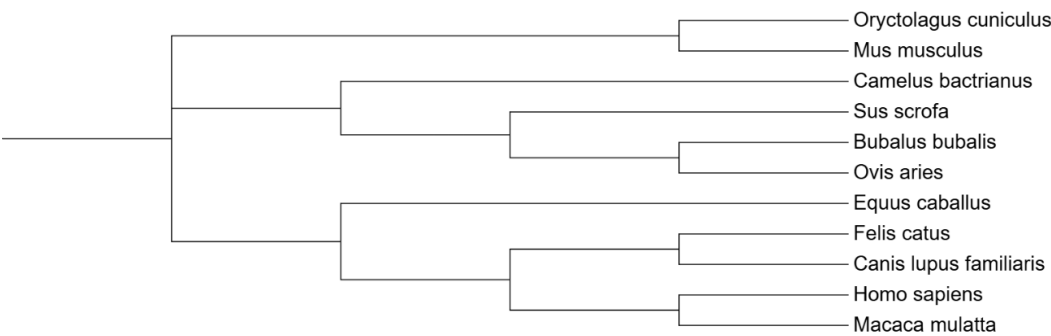 Oryctolagus cuniculus
Mus musculus
Camelus bactrianus
Sus scrofa
Bubalus bubalis
Ovis aries
Equus caballus
Felis catus
Canis lupus familiaris
Homo sapiens
Macaca mulatta